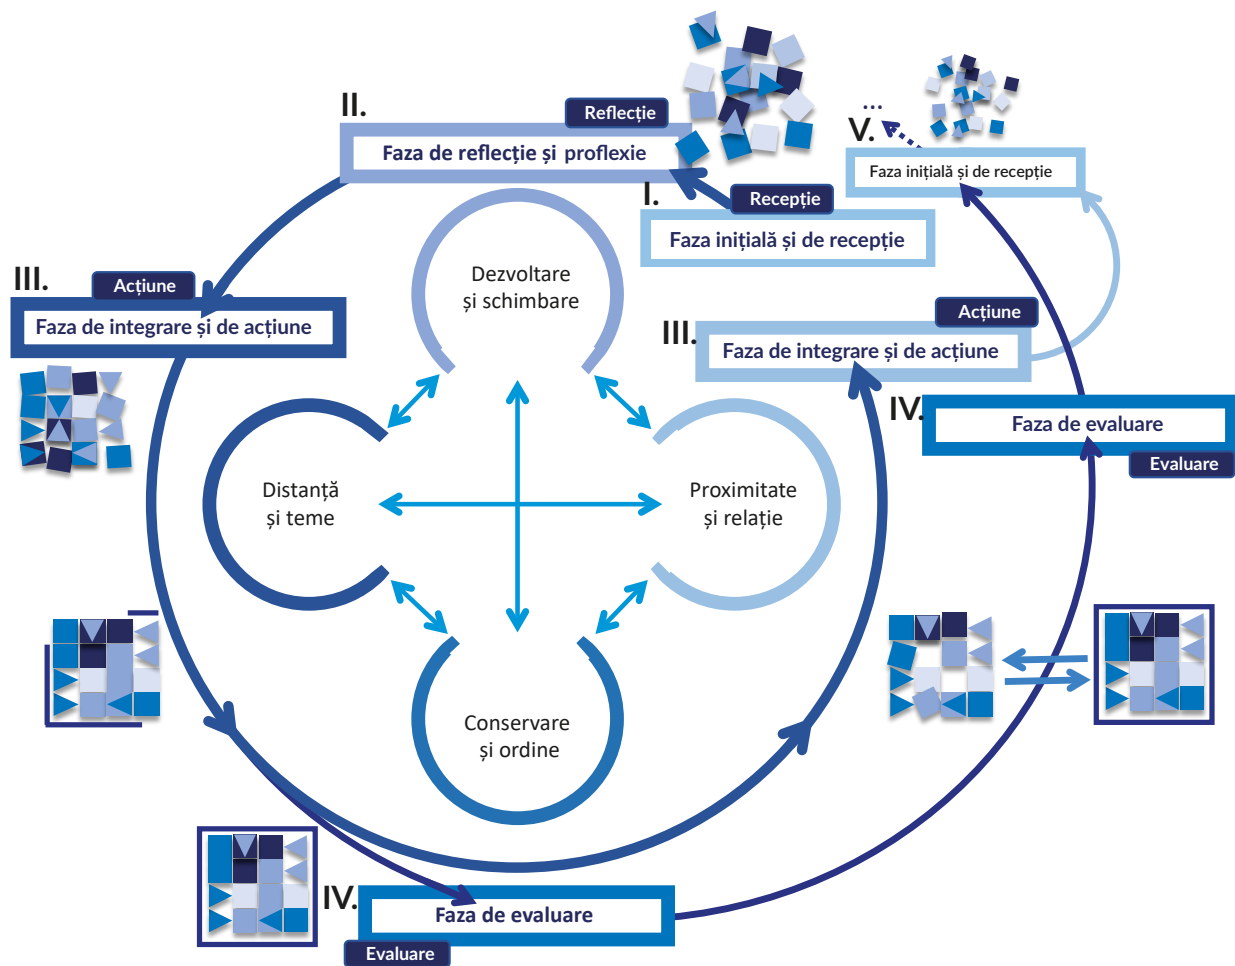 II.
Reflecție
Faza de reflecție și proflexie
...
V.
Faza inițială și de recepție
I.
Recepție
Faza inițială și de recepție
Dezvoltare
și schimbare
III.
Acțiune
Faza de integrare și de acțiune
Acțiune
III.
Faza de integrare și de acțiune
IV.
Faza de evaluare
Evaluare
Distanță
și teme
Proximitate
și relație
Conservare
și ordine
IV.
Faza de evaluare
Evaluare